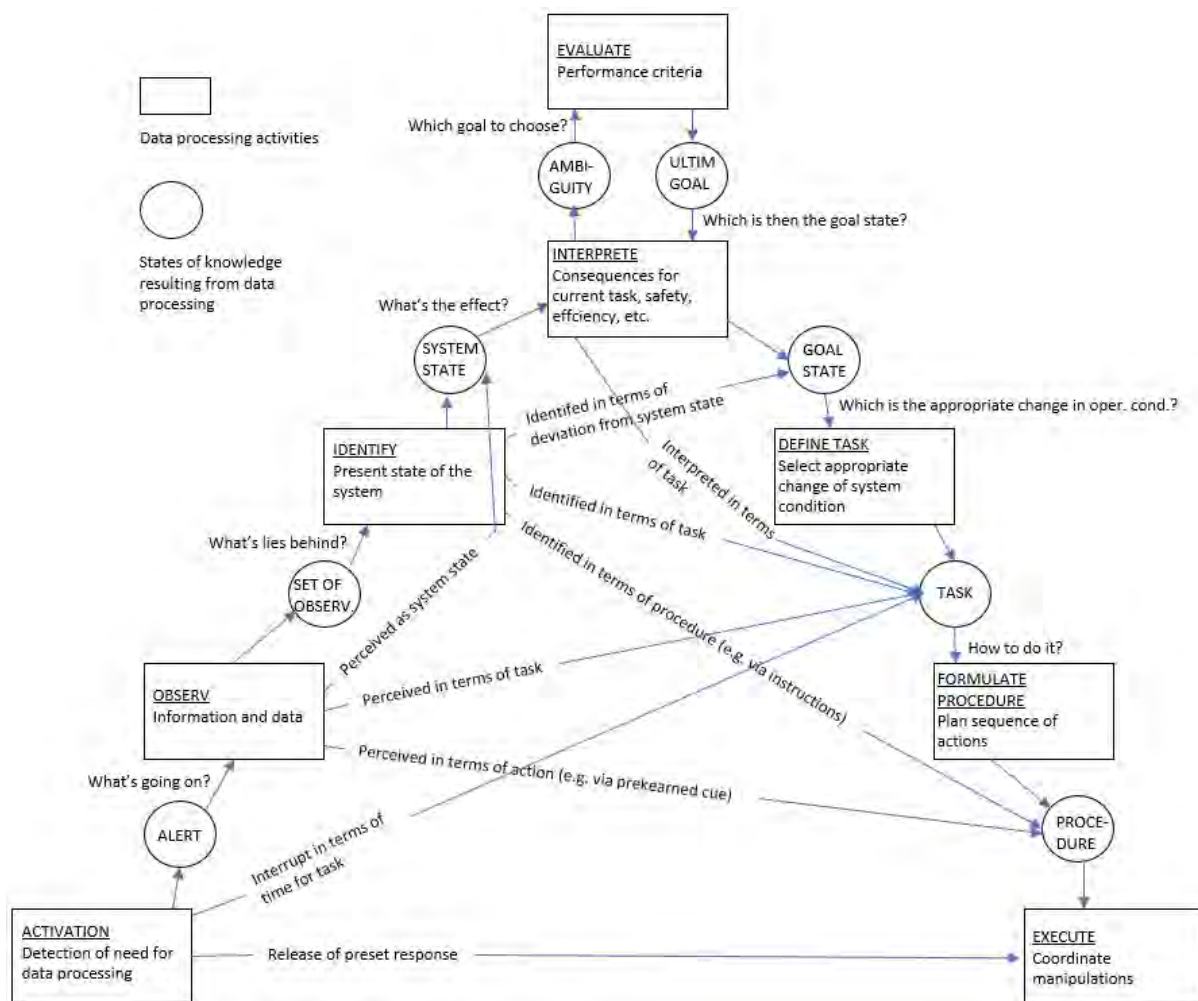 EVALUATE
Performance criteria
Data processing activities
Which goal to choose?
AMBI-
GUITY
ULTIM
GOAL
Which is then the goal state?
States of knowledge
resulting from data
processing
INTERPRETE
Consequences for
current task, safety,
effciency, etc.
What's the effect?
SYSTEM
STATE
GOAL
STATE
Identifed in terms of
deviation from system state
Which is the appropriate change in oper. cond.?
IDENTIFY
Present state of the
system
Interpreted in terms
of task
DEFINE TASK
Select appropriate
change of system
condition
Identified in terms of task
Identified in terms of procedure (e.g. via instructions)
What's lies behind?
SET OF
OBSERV.
Perceived as system state
TASK
How to do it?
Perceived in terms of task
OBSERV
Information and data
FORMULATE
PROCEDURE
Plan sequence of
actions
Perceived in terms of action (e.g. via prekearned cue)
What's going on?
ALERT
Interrupt in terms of
time for task
PROCE-
DURE
ACTIVATION
Detection of need for
data processing
Release of preset response
EXECUTE
Coordinate
manipulations